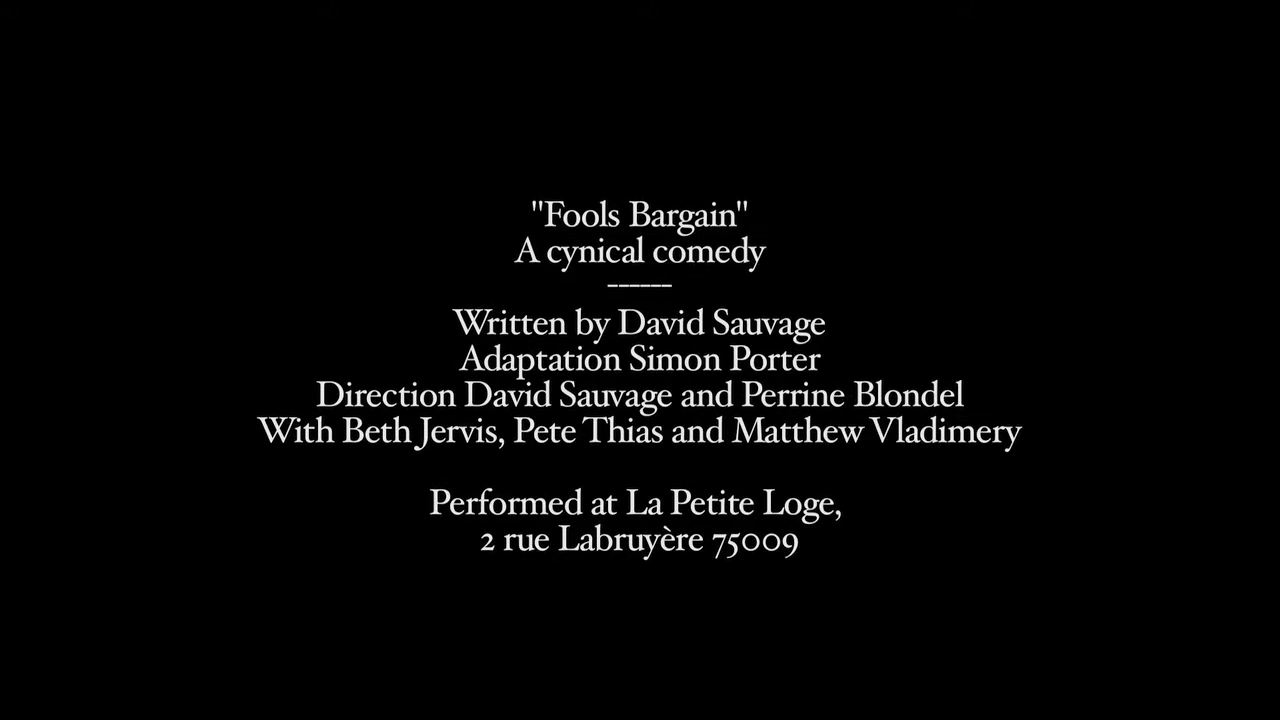 "Fools Bargain"
A cynical comedy
------
Written by David Sauvage
Adaptation Simon Porter
Direction David Sauvage and Perrine Blondel
With Beth Jervis, Pete Thias and Matthew Vladimery
Performed at La Petite Loge,
2 rue Labruyère 75009